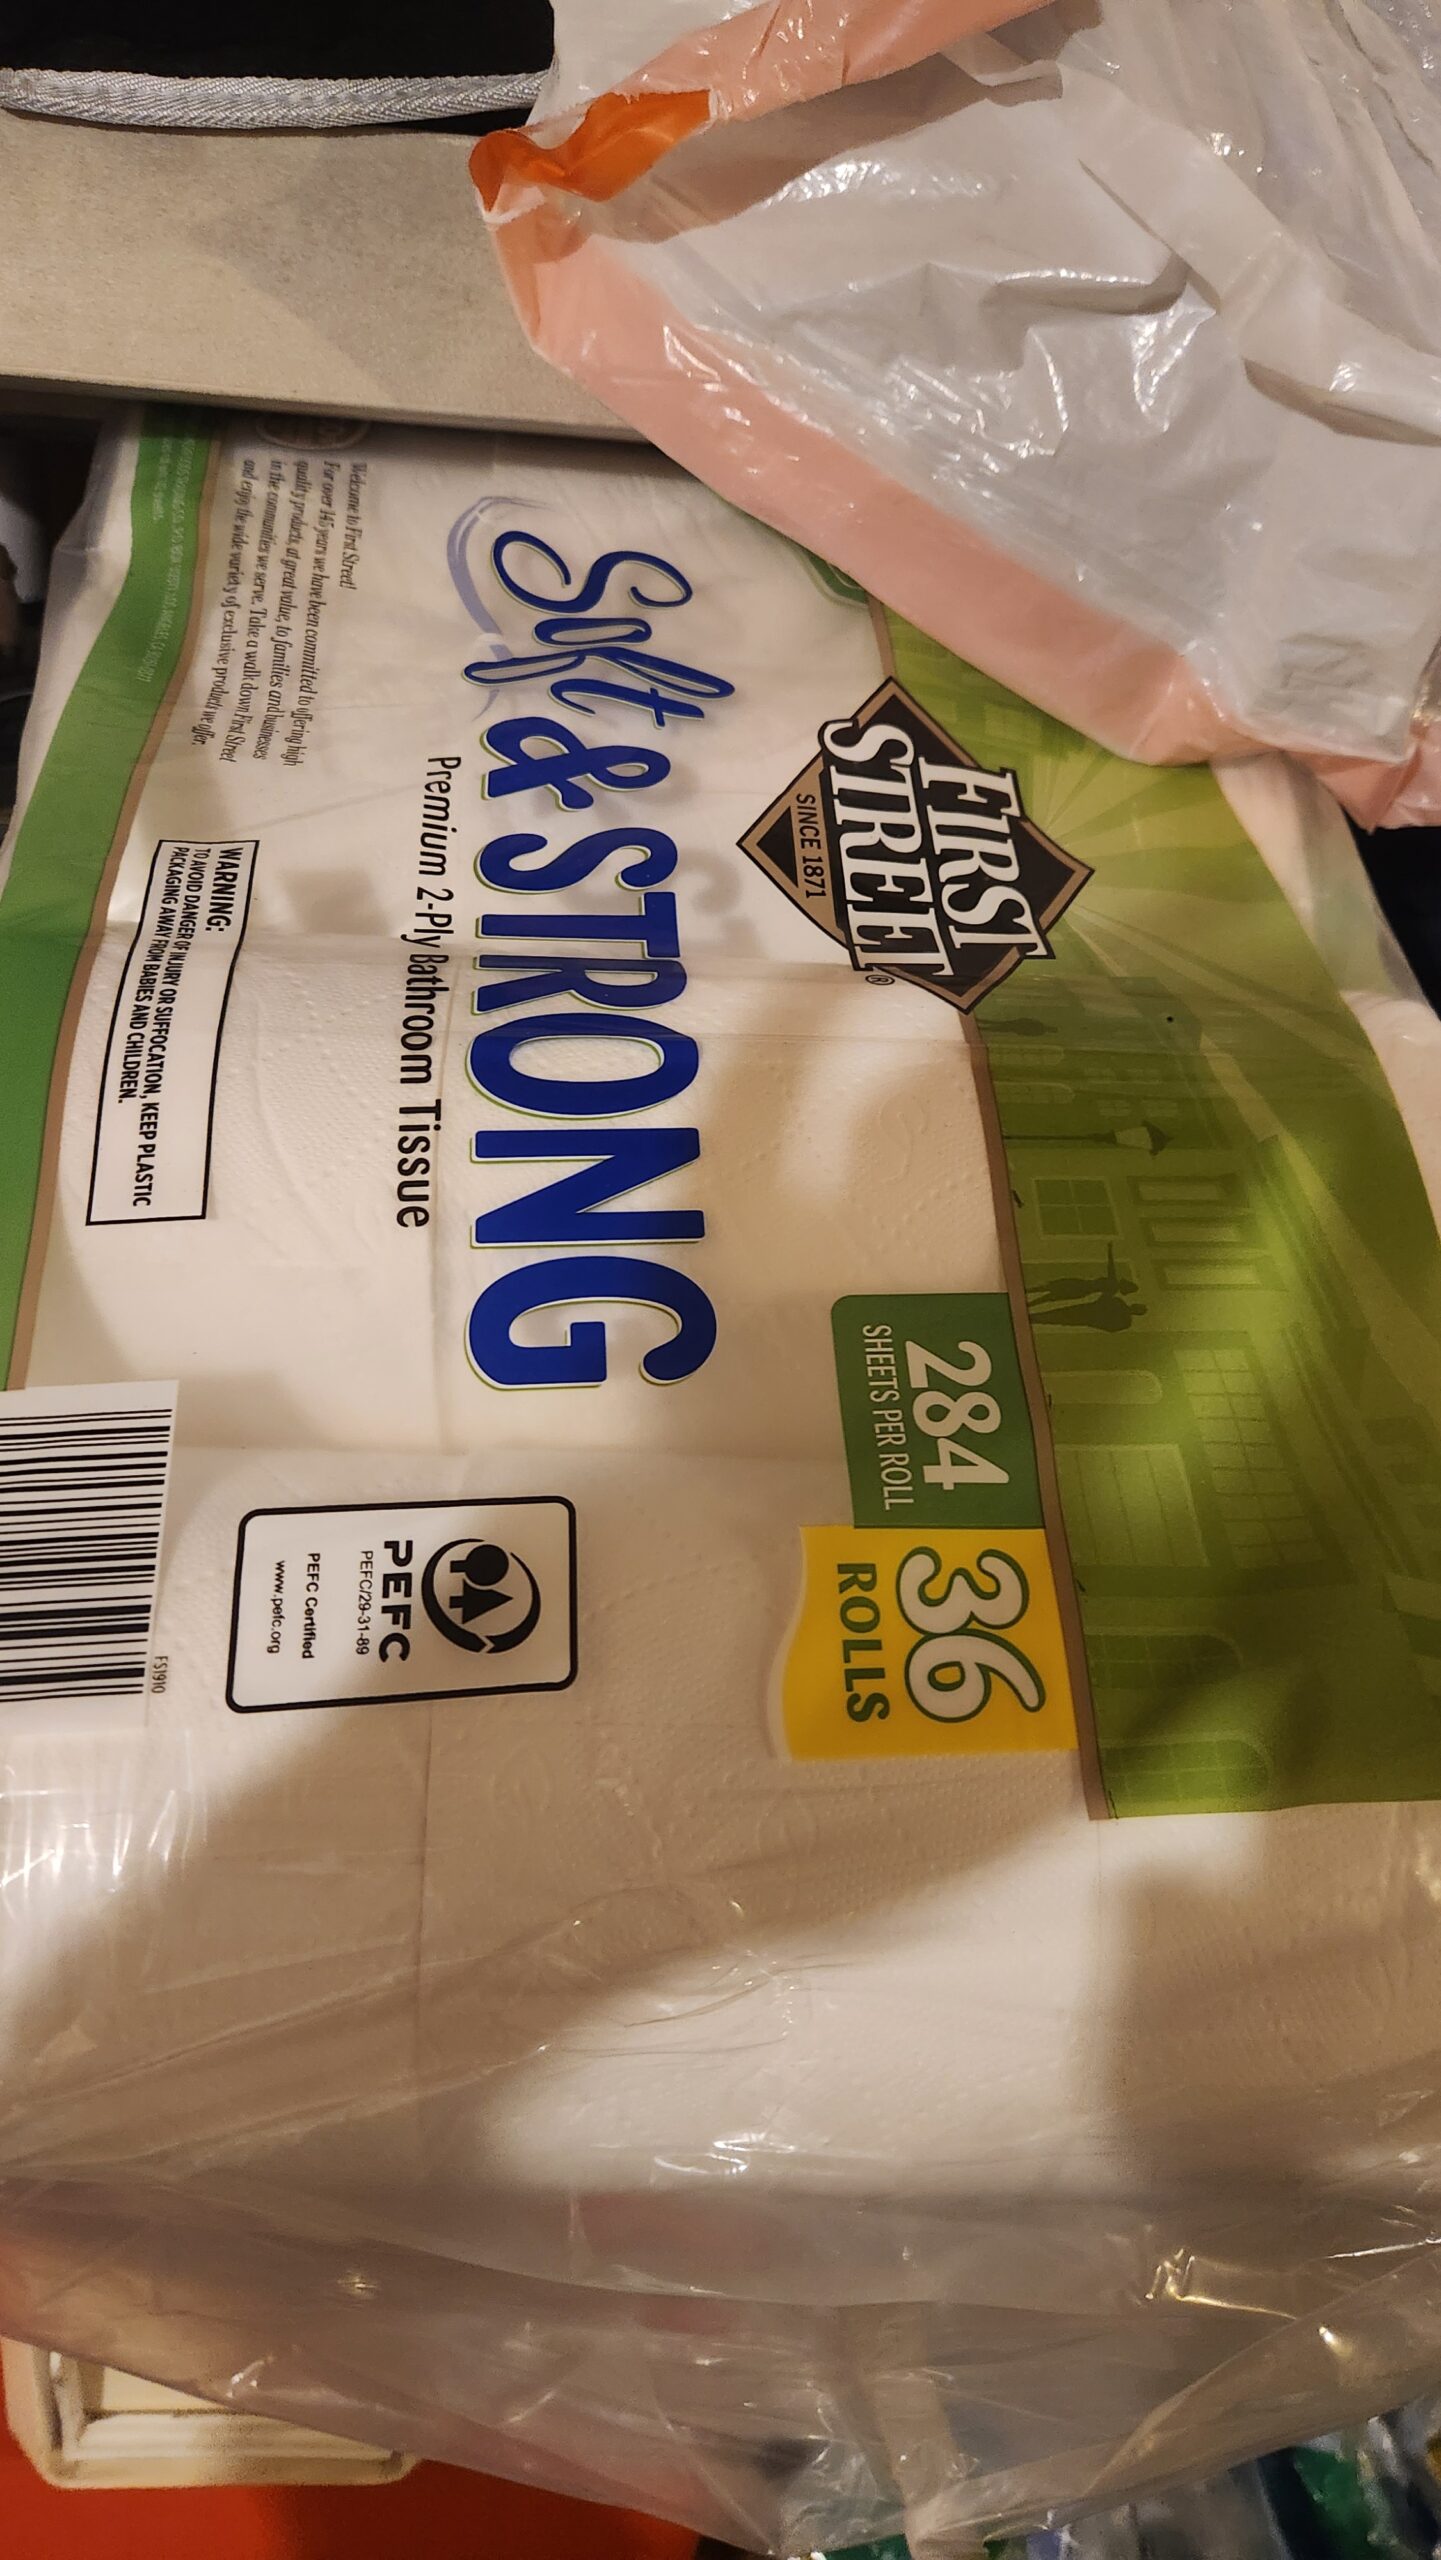 FIRST
STREET®
SINCE 1871
284
SHEETS PER ROLL
36
ROLLS
Soft
& STRONG
Premium 2-Ply Bathroom Tissue
PEFC
PEFC/29-31-89
PEFC Certified
www.pefc.org
Welcome to First Street!
For over 145 years we have been committed to offering high
quality products, at great value, to families and businesses
in the communities we serve. Take a walk down First Street
and enjoy the wide variety of exclusive products we offer.
WARNING:
TO AVOID DANGER OF INJURY OR SUFFOCATION, KEEP PLASTIC
PACKAGING AWAY FROM BABIES AND CHILDREN.
FS1910